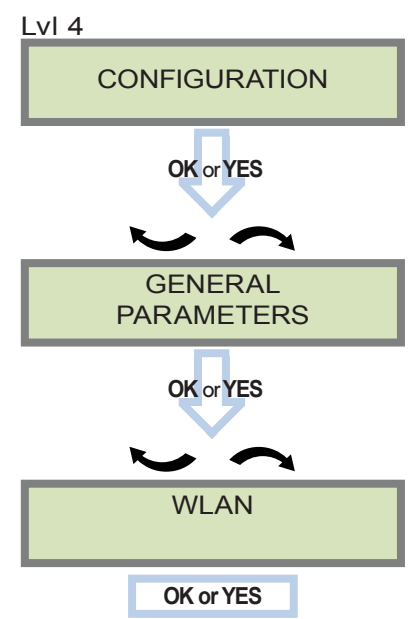 Lvl 4
CONFIGURATION
OK or YES
GENERAL
PARAMETERS
OK or YES
WLAN
OK or YES